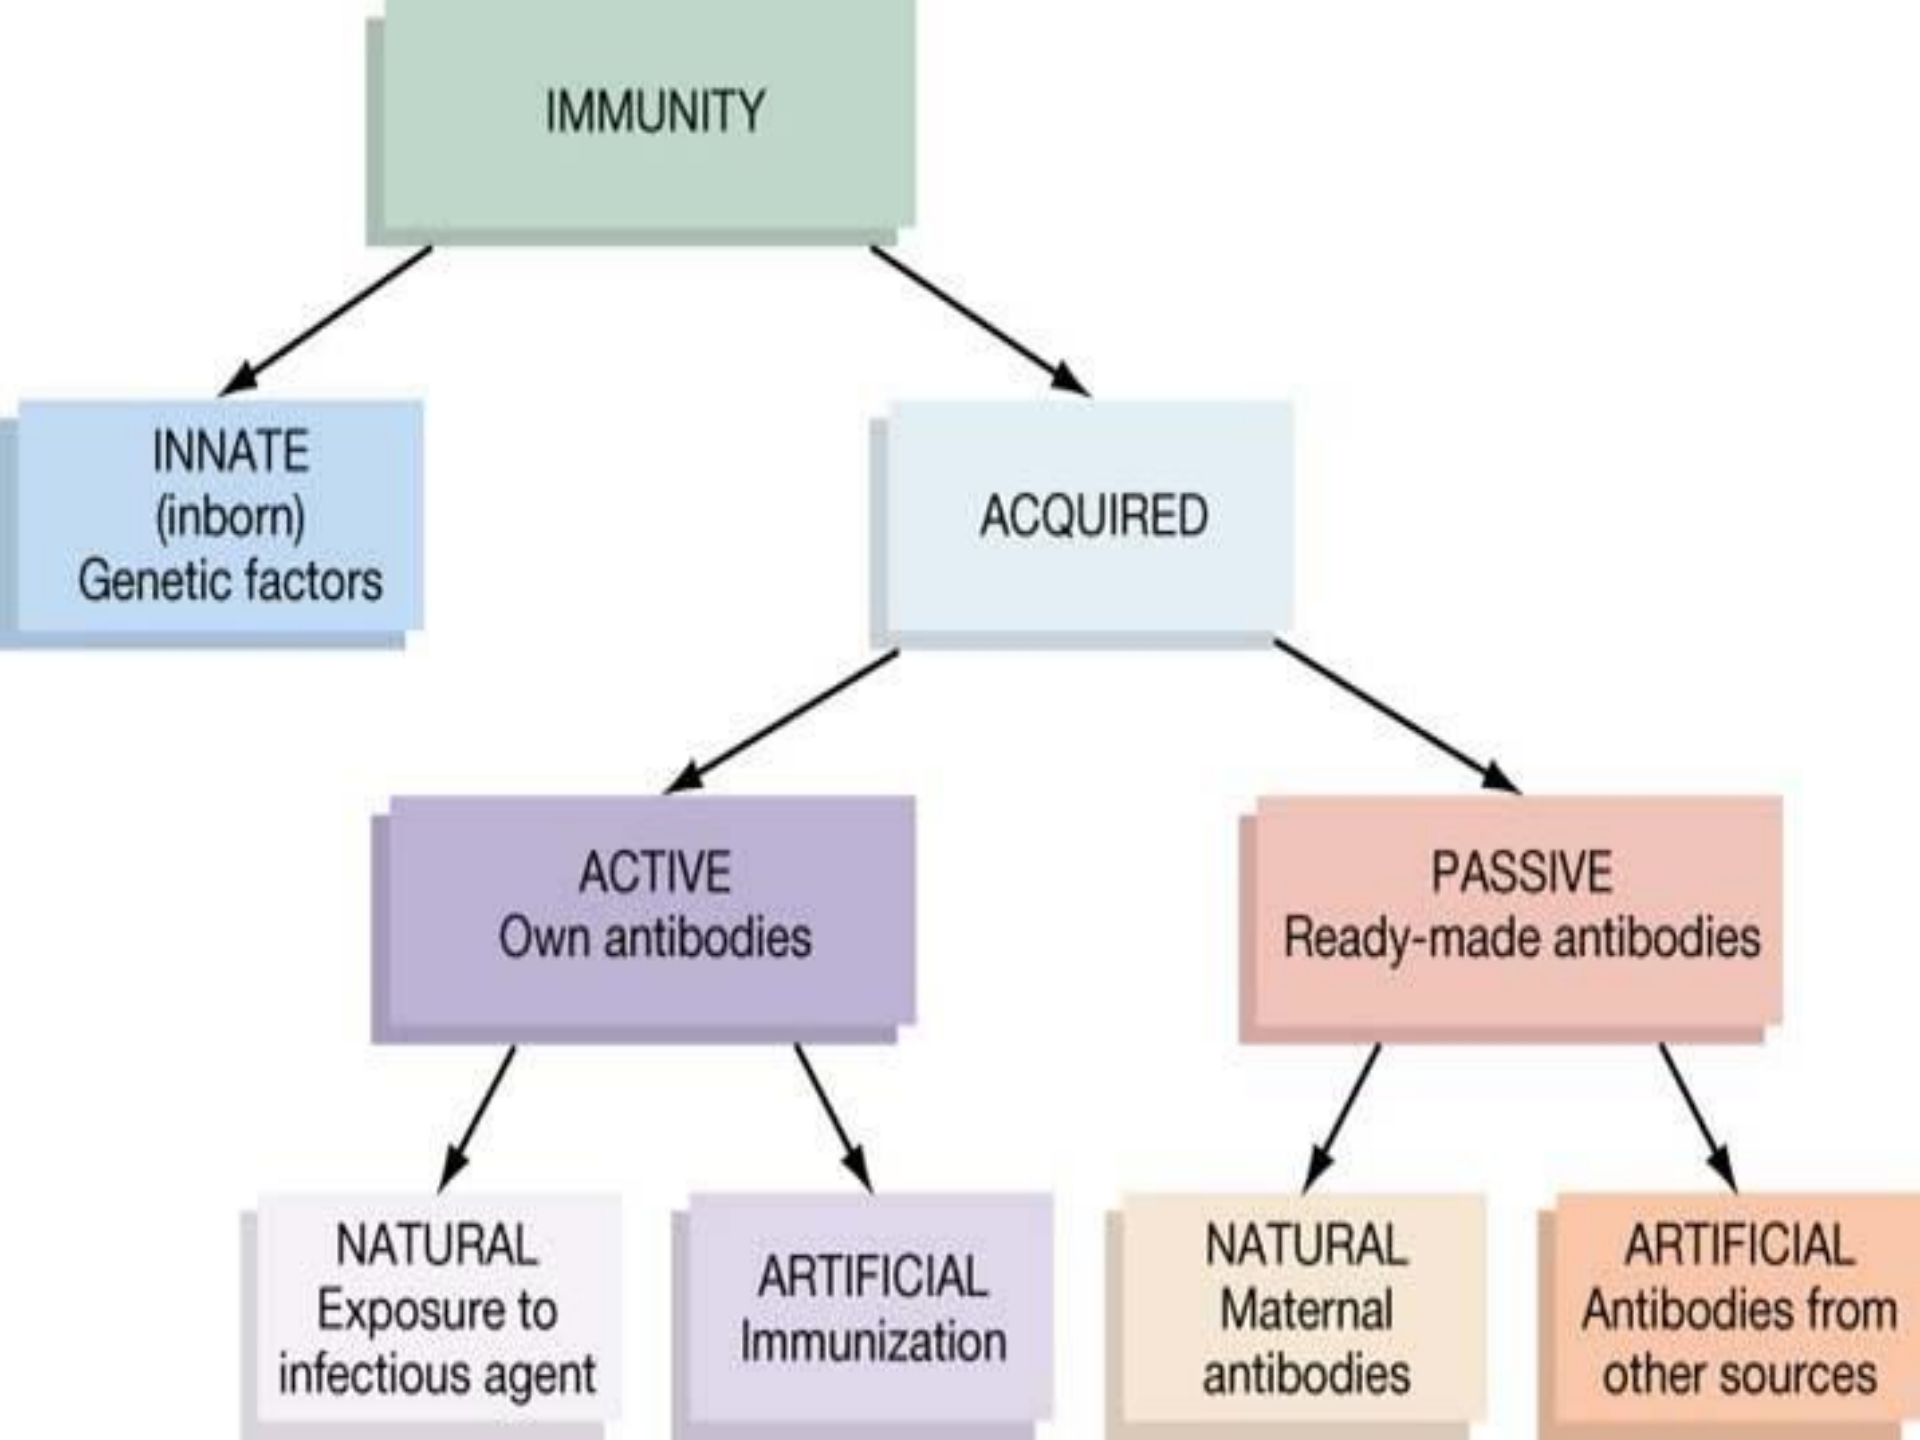 IMMUNITY
INNATE
(inborn)
Genetic factors
ACQUIRED
ACTIVE
Own antibodies
PASSIVE
Ready-made antibodies
NATURAL
Exposure to
infectious agent
ARTIFICIAL
Immunization
NATURAL
Maternal
antibodies
ARTIFICIAL
Antibodies from
other sources